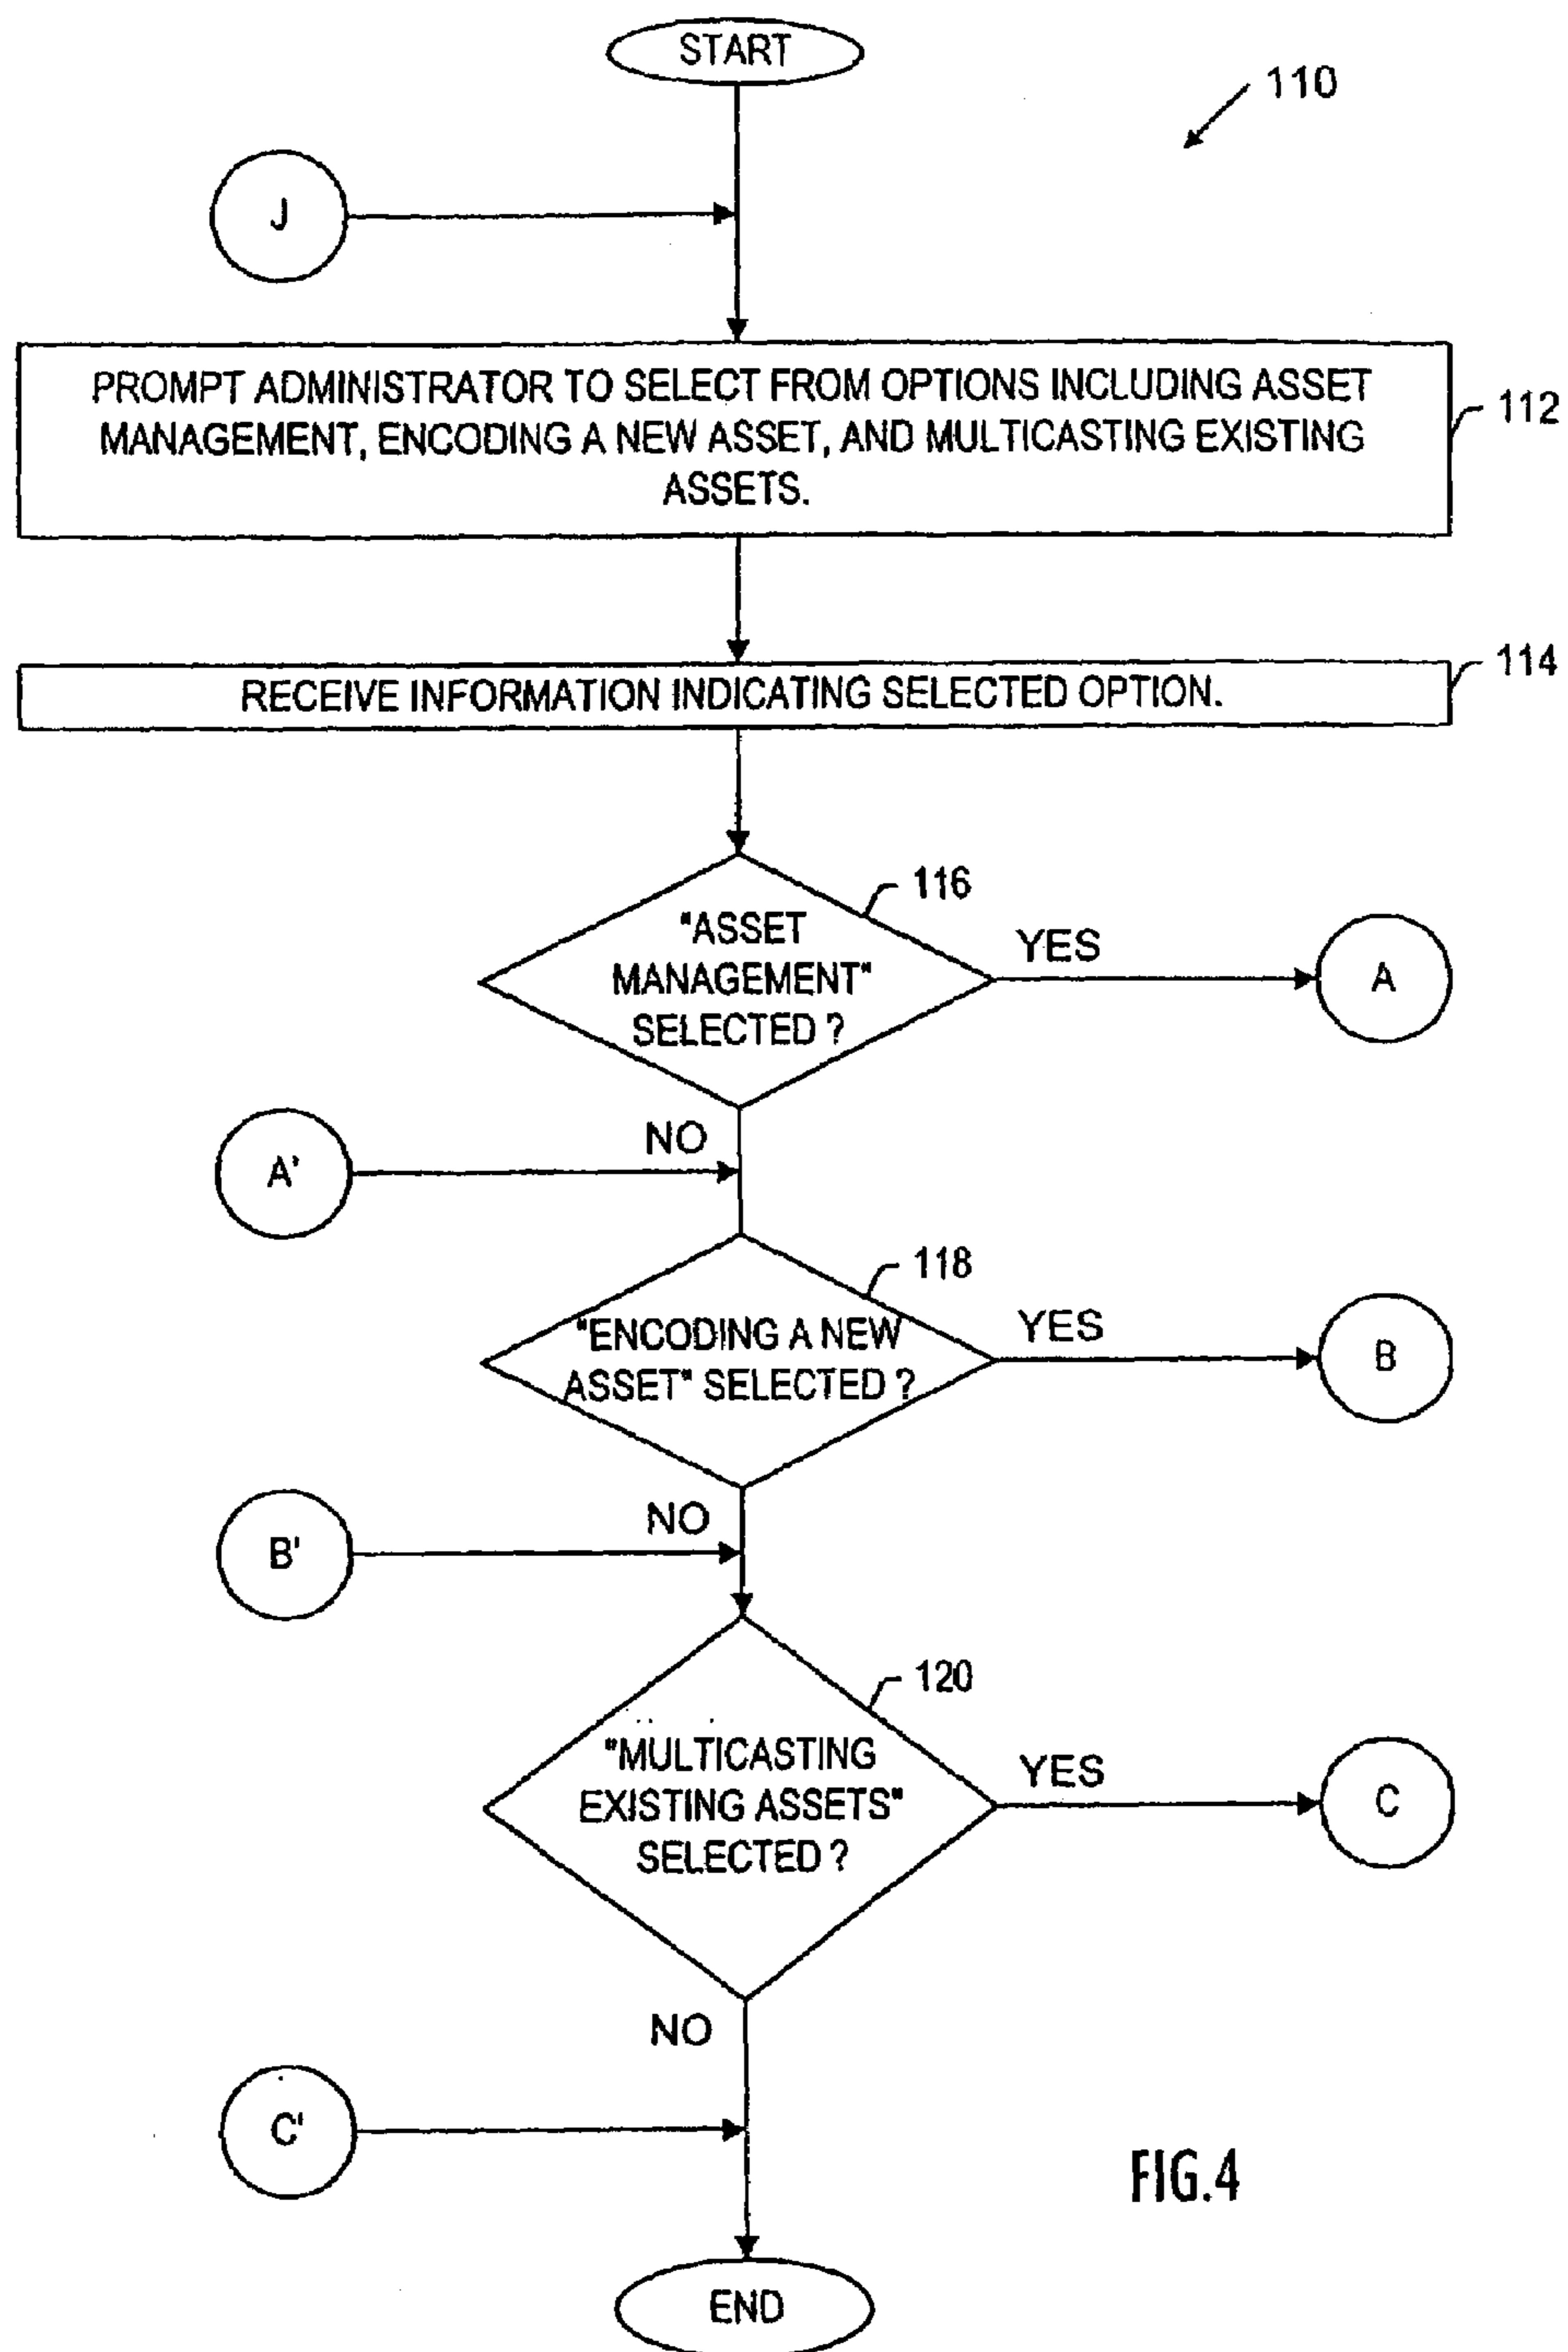 START
110
J
PROMPT ADMINISTRATOR TO SELECT FROM OPTIONS INCLUDING ASSET
MANAGEMENT, ENCODING A NEW ASSET, AND MULTICASTING EXISTING
ASSETS.
112
RECEIVE INFORMATION INDICATING SELECTED OPTION.
114
116
"ASSET
MANAGEMENT"
SELECTED ?
YES
A
NO
A'
118
"ENCODING A NEW
ASSET" SELECTED ?
YES
B
NO
B'
120
"MULTICASTING
EXISTING ASSETS"
SELECTED ?
YES
C
NO
C'
FIG.4
END